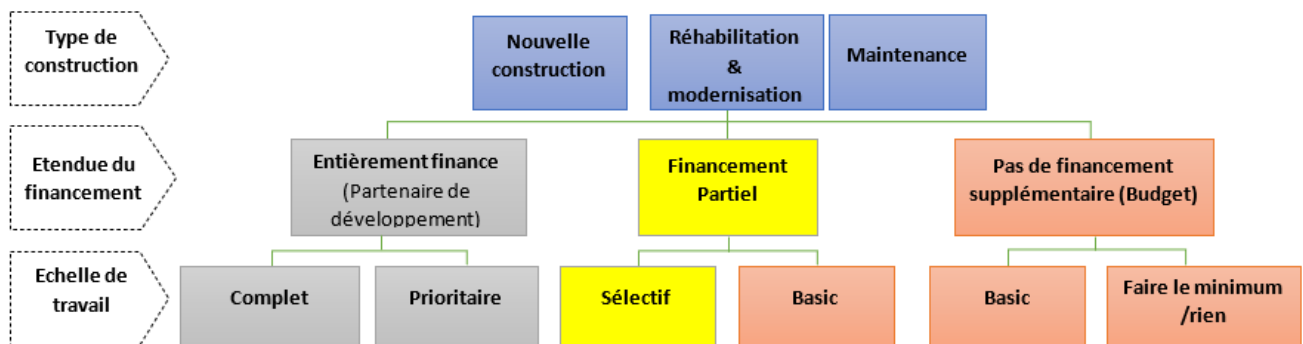 Type de
construction
Nouvelle
construction
Réhabilitation
&
modernisation
Maintenance
Etendue du
financement
Entièrement finance
(Partenaire de
développement)
Financement
Partiel
Pas de financement
supplémentaire (Budget)
Echelle de
travail
Complet
Prioritaire
Sélectif
Basic
Basic
Faire le minimum
/rien